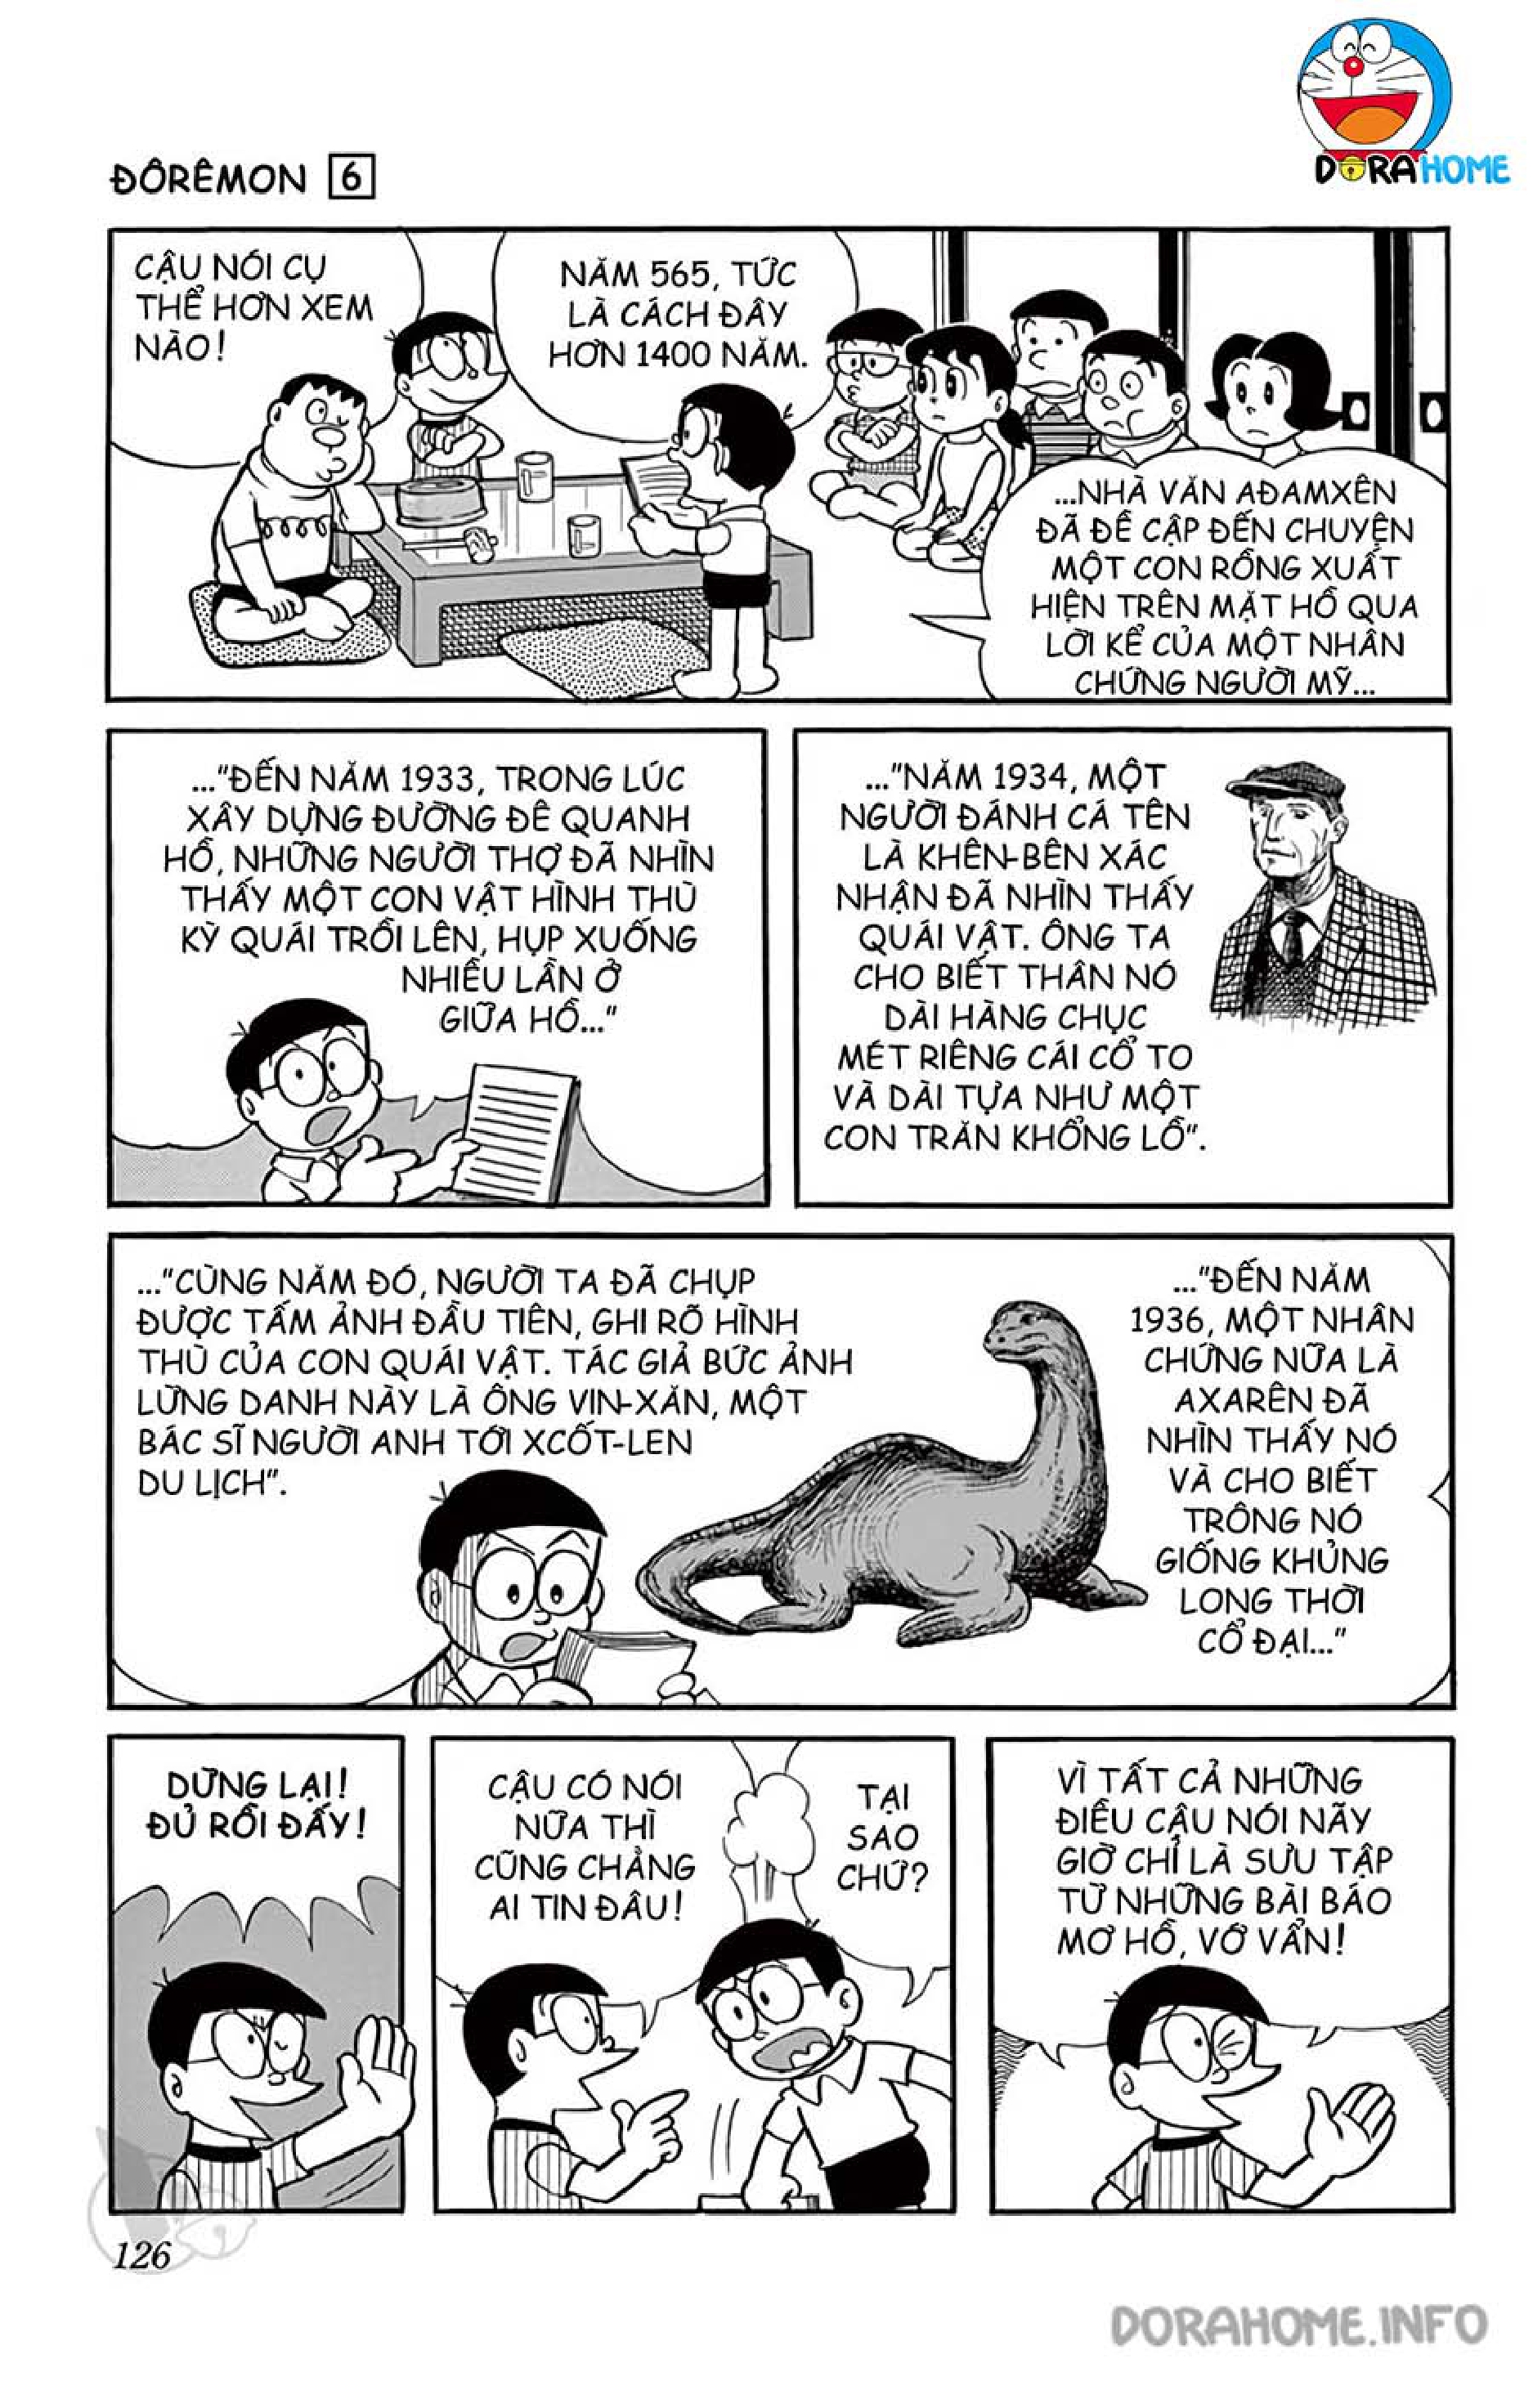 DORAHOME
ĐÔRÊMON 6
CẬU NÓI CỤ
THỂ HƠN XEM
NÀO!
NĂM 565, TỨC
LÀ CÁCH ĐÂY
HƠN 1400 NĂM.
...NHÀ VĂN AĐAMXÊN
ĐÃ ĐỀ CẬP ĐẾN CHUYỆN
MỘT CON RỒNG XUẤT
HIỆN TRÊN MẶT HỒ QUA
LỜI KỂ CỦA MỘT NHÂN
CHỨNG NGƯỜI MỸ...
..."ĐẾN NĂM 1933, TRONG LÚC
XÂY DỰNG ĐƯỜNG ĐÊ QUANH
HỒ, NHỮNG NGƯỜI THỢ ĐÃ NHÌN
THẤY MỘT CON VẬT HÌNH THÙ
KỲ QUÁI TRỒI LÊN, HỤP XUỐNG
NHIỀU LẦN Ở
GIỮA HỒ..."
..."NĂM 1934, MỘT
NGƯỜI ĐÁNH CÁ TÊN
LÀ KHÊN-BÊN XÁC
NHẬN ĐÃ NHÌN THẤY
QUÁI VẬT. ÔNG TA
CHO BIẾT THÂN NÓ
DÀI HÀNG CHỤC
MÉT RIÊNG CÁI CỔ TO
VÀ DÀI TỰA NHƯ MỘT
CON TRĂN KHỔNG LỒ".
..."CÙNG NĂM ĐÓ, NGƯỜI TA ĐÃ CHỤP
ĐƯỢC TẤM ẢNH ĐẦU TIÊN, GHI RÕ HÌNH
THÙ CỦA CON QUÁI VẬT. TÁC GIẢ BỨC ẢNH
LỪNG DANH NÀY LÀ ÔNG VIN-XĂN, MỘT
BÁC SĨ NGƯỜI ANH TỚI XCỐT-LEN
DU LỊCH".
..."ĐẾN NĂM
1936, MỘT NHÂN
CHỨNG NỮA LÀ
AXARÊN ĐÃ
NHÌN THẤY NÓ
VÀ CHO BIẾT
TRÔNG NÓ
GIỐNG KHỦNG
LONG THỜI
CỔ ĐẠI..."
DỪNG LẠI!
ĐỦ RỒI ĐẤY!
CẬU CÓ NÓI
NỮA THÌ
CŨNG CHẲNG
AI TIN ĐÂU!
TẠI
SAO
CHỨ?
VÌ TẤT CẢ NHỮNG
ĐIỀU CẬU NÓI NÃY
GIỜ CHỈ LÀ SƯU TẬP
TỪ NHỮNG BÀI BÁO
MƠ HỒ, VỚ VẨN!
126
DORAHOME.INFO